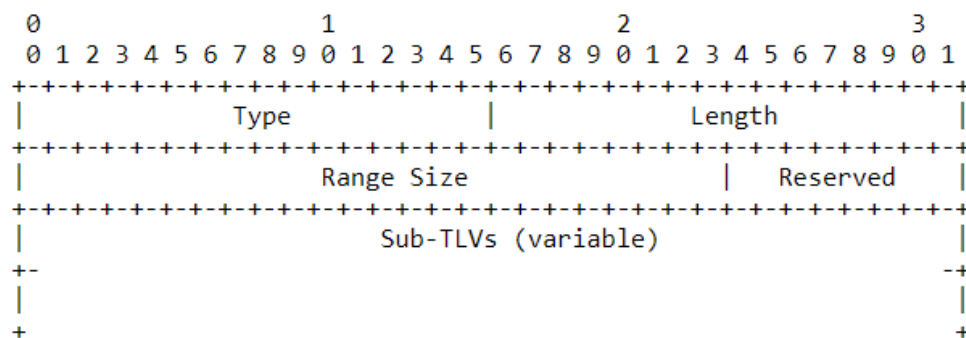 0                   1                   2                   3
0 1 2 3 4 5 6 7 8 9 0 1 2 3 4 5 6 7 8 9 0 1 2 3 4 5 6 7 8 9 0 1
+-+-+-+-+-+-+-+-+-+-+-+-+-+-+-+-+-+-+-+-+-+-+-+-+-+-+-+-+-+-+-+-+
|              Type             |             Length            |
+-+-+-+-+-+-+-+-+-+-+-+-+-+-+-+-+-+-+-+-+-+-+-+-+-+-+-+-+-+-+-+-+
|                  Range Size                   |   Reserved    |
+-+-+-+-+-+-+-+-+-+-+-+-+-+-+-+-+-+-+-+-+-+-+-+-+-+-+-+-+-+-+-+-+
|                      Sub-TLVs (variable)                      |
+-                                                             -+
|                                                               |
+                                                               +